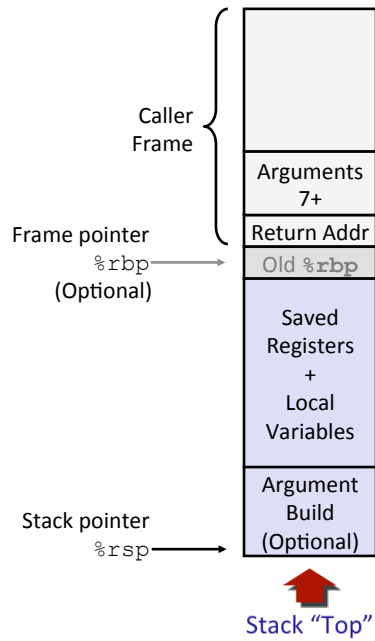 Caller
Frame
Arguments
7+
Return Addr
Frame pointer
%rbp
(Optional)
Old %rbp
Saved
Registers
+
Local
Variables
Argument
Build
(Optional)
Stack pointer
%rsp
Stack “Top”